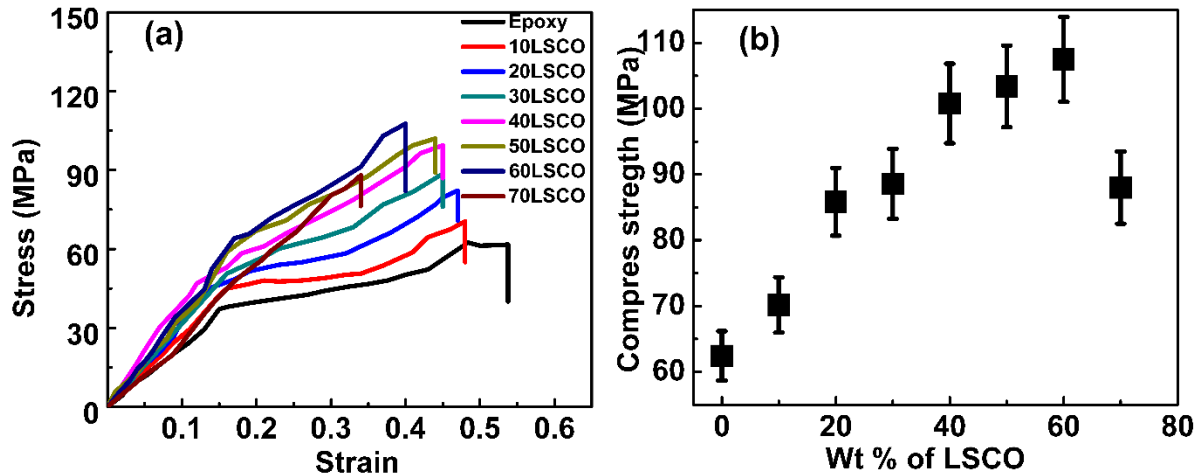 (a)
Epoxy
10LSCO
20LSCO
30LSCO
40LSCO
50LSCO
60LSCO
70LSCO
Stress (MPa)
150
120
90
60
30
0
0.1 0.2 0.3 0.4 0.5 0.6
Strain
(b)
Compres stregth (MPa)
110
100
90
80
70
60
0 20 40 60 80
Wt % of LSCO